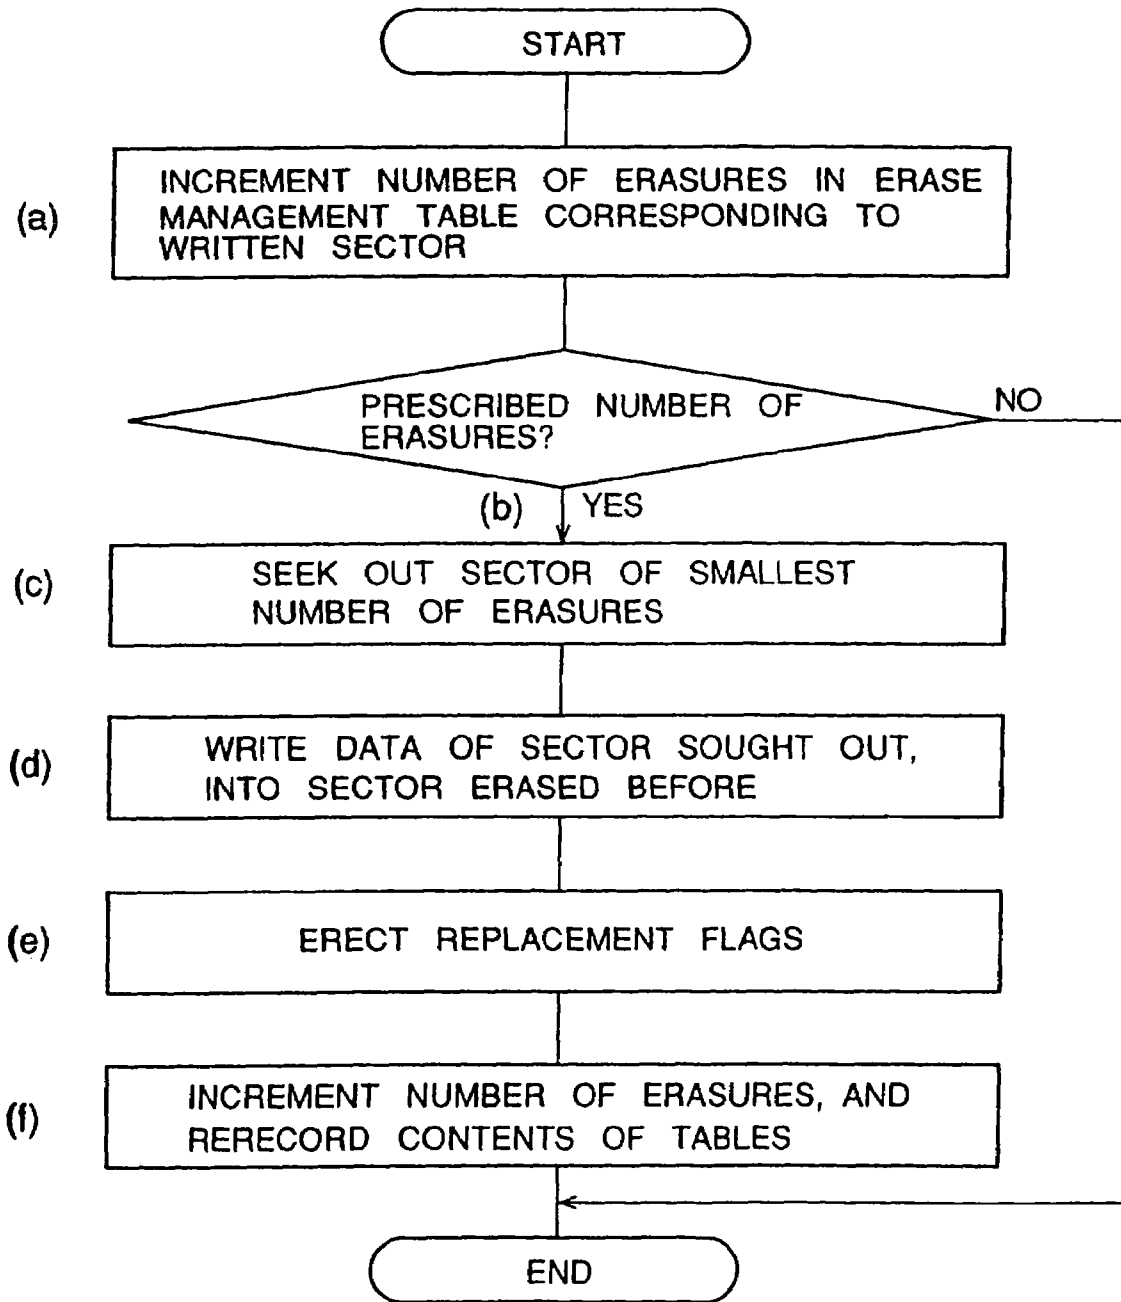 START
(a)
INCREMENT NUMBER OF ERASURES IN ERASE
MANAGEMENT TABLE CORRESPONDING TO
WRITTEN SECTOR
PRESCRIBED NUMBER OF
ERASURES?
NO
(b)
YES
(c)
SEEK OUT SECTOR OF SMALLEST
NUMBER OF ERASURES
(d)
WRITE DATA OF SECTOR SOUGHT OUT,
INTO SECTOR ERASED BEFORE
(e)
ERECT REPLACEMENT FLAGS
(f)
INCREMENT NUMBER OF ERASURES, AND
RERECORD CONTENTS OF TABLES
END